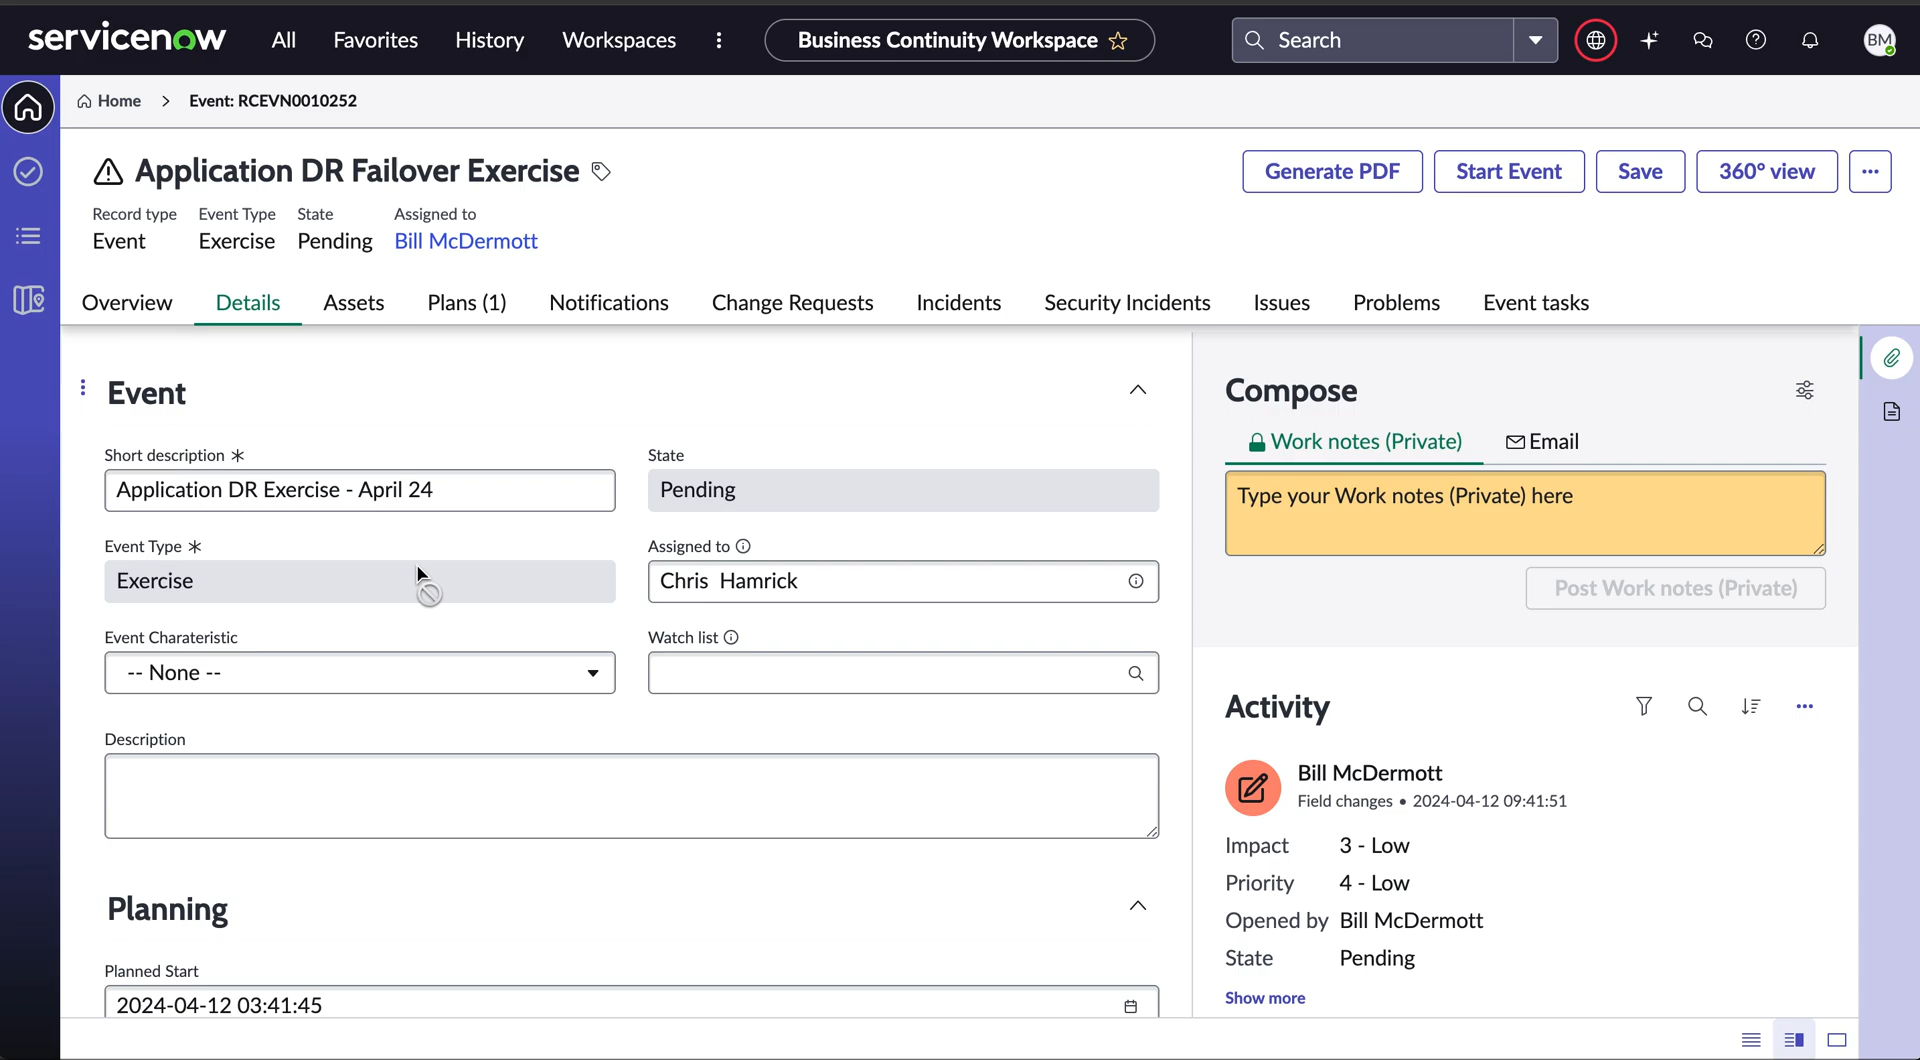 servicenow All Favorites History Workspaces Business Continuity Workspace Search BM
Home > Event: RCEVN0010252
Application DR Failover Exercise
Generate PDF Start Event Save 360° view
Record type Event Type State Assigned to
Event Exercise Pending Bill McDermott
Overview Details Assets Plans (1) Notifications Change Requests Incidents Security Incidents Issues Problems Event tasks
Event
Short description *
Application DR Exercise - April 24
State
Pending
Event Type *
Exercise
Assigned to
Chris Hamrick
Event Charateristic
-- None --
Watch list
Description
Planning
Planned Start
2024-04-12 03:41:45
Compose
Work notes (Private) Email
Type your Work notes (Private) here
Post Work notes (Private)
Activity
Bill McDermott
Field changes • 2024-04-12 09:41:51
Impact 3 - Low
Priority 4 - Low
Opened by Bill McDermott
State Pending
Show more